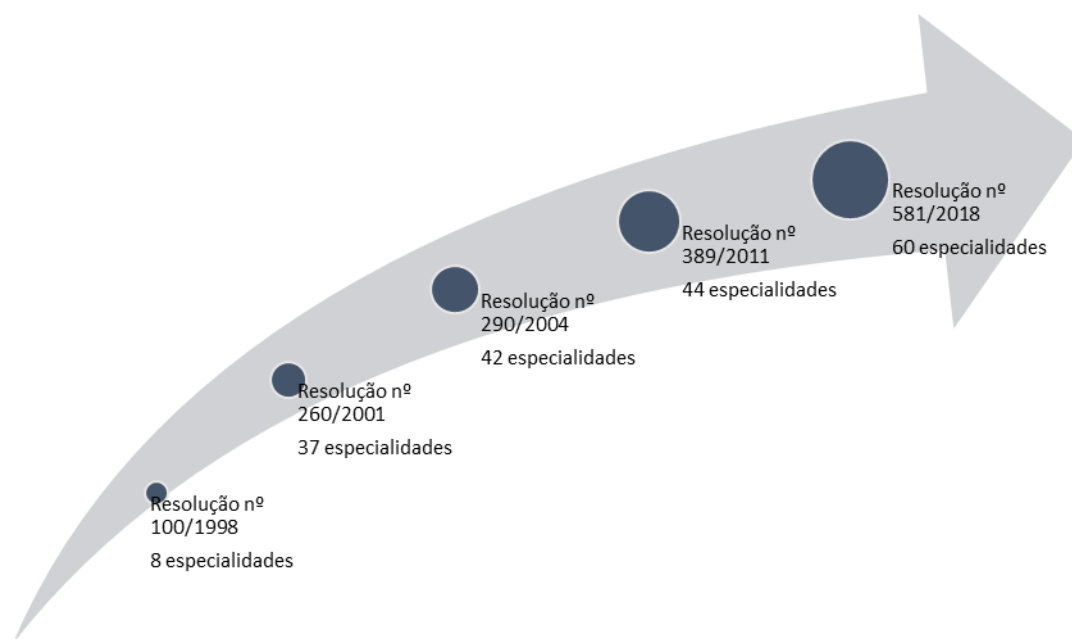 Resolução nº
100/1998
8 especialidades
Resolução nº
260/2001
37 especialidades
Resolução nº
290/2004
42 especialidades
Resolução nº
389/2011
44 especialidades
Resolução nº
581/2018
60 especialidades